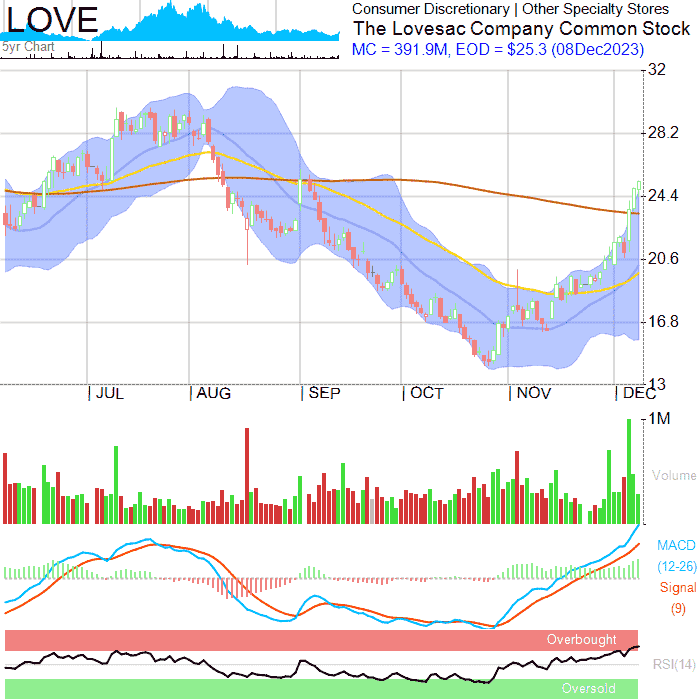 LOVE
5yr Chart
Consumer Discretionary | Other Specialty Stores
The Lovesac Company Common Stock
MC = 391.9M, EOD = $25.3 (08Dec2023)
32
28.2
24.4
20.6
16.8
13
JUL AUG SEP OCT NOV DEC
1M
Volume
MACD
(12-26)
Signal
(9)
Overbought
RSI(14)
Oversold